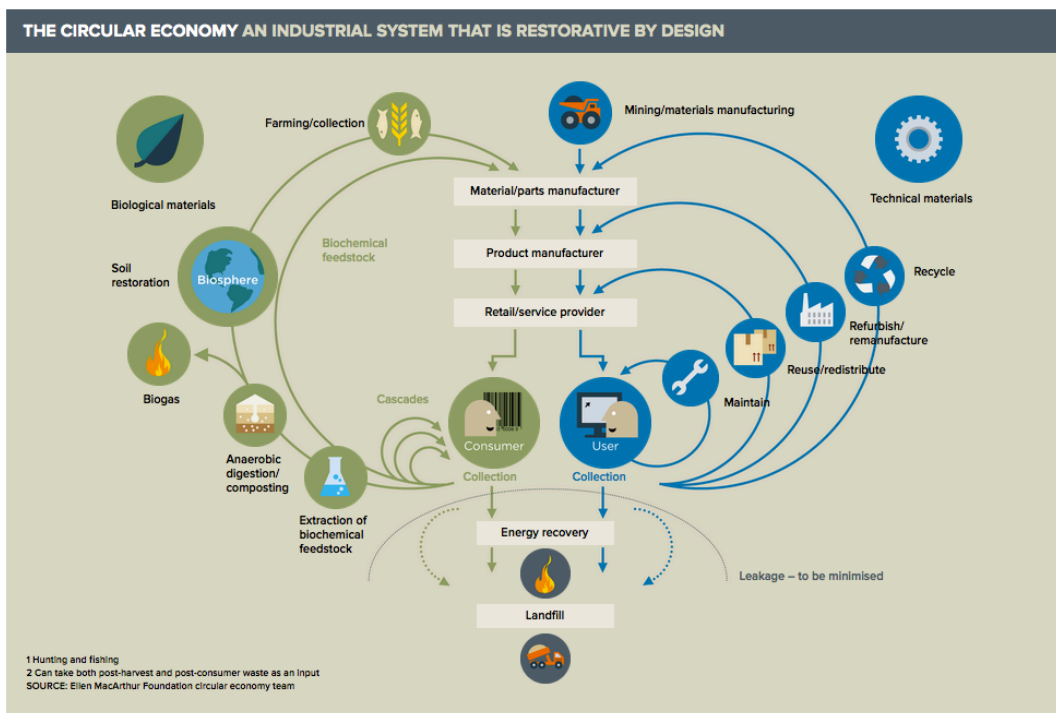 THE CIRCULAR ECONOMY AN INDUSTRIAL SYSTEM THAT IS RESTORATIVE BY DESIGN
Farming/collection
Mining/materials manufacturing
Biological materials
Technical materials
Material/parts manufacturer
Biochemical
feedstock
Product manufacturer
Soil
restoration
Biosphere
Recycle
Retail/service provider
Refurbish/
remanufacture
Reuse/redistribute
Biogas
Cascades
Maintain
Consumer
User
Anaerobic
digestion/
composting
Collection
Collection
Extraction of
biochemical
feedstock
Energy recovery
Leakage – to be minimised
Landfill
1 Hunting and fishing
2 Can take both post-harvest and post-consumer waste as an input
SOURCE: Ellen MacArthur Foundation circular economy team